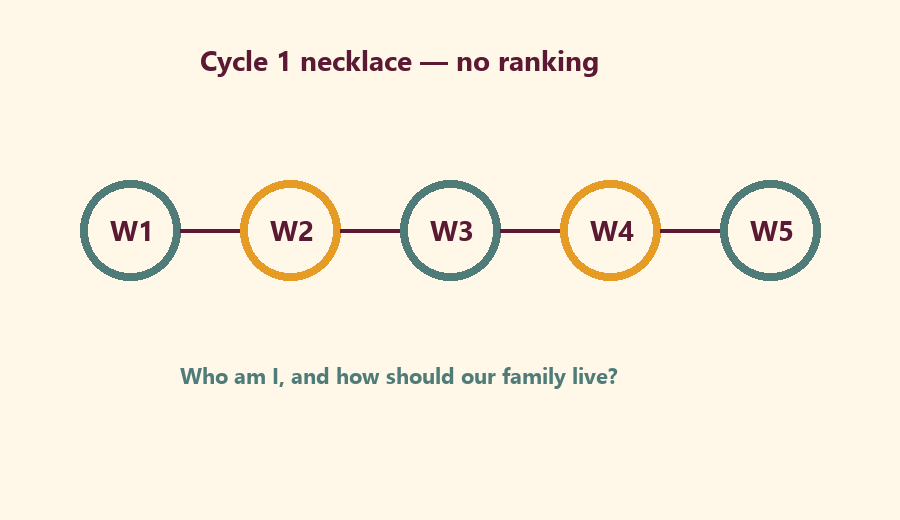 Cycle 1 necklace — no ranking
W1 W2 W3 W4 W5
Who am I, and how should our family live?